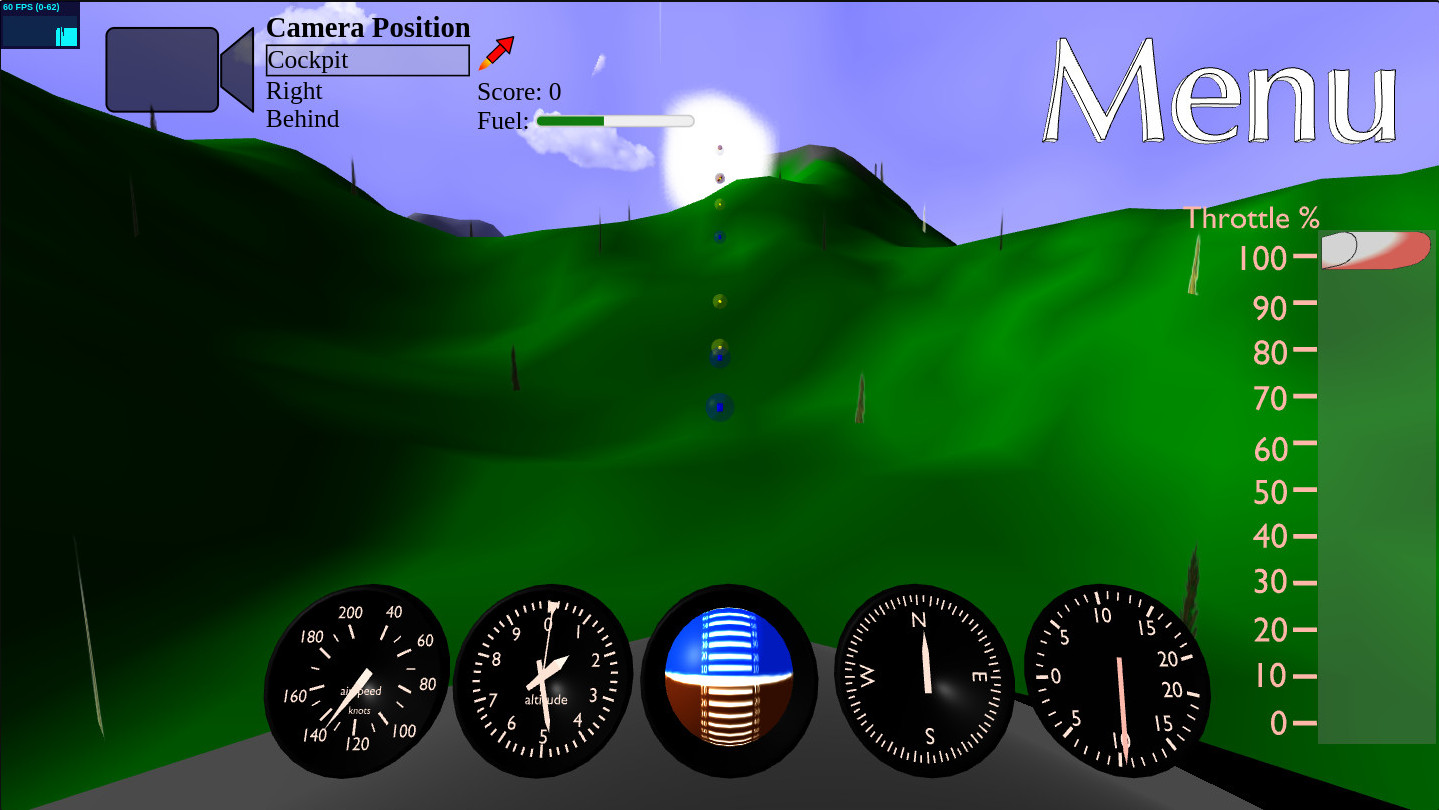 60 FPS (0-62)
Camera Position
Cockpit
Right
Behind
Score: 0
Fuel:
Menu
Throttle %
100
90
80
70
60
50
40
30
20
10
0
200 40
180 60
160 80
140 120 100
airspeed
knots
0 1
9 2
8 3
7 4
6 5
altitude
N
W E
S
10
5 15
0 20
20
5 15
10